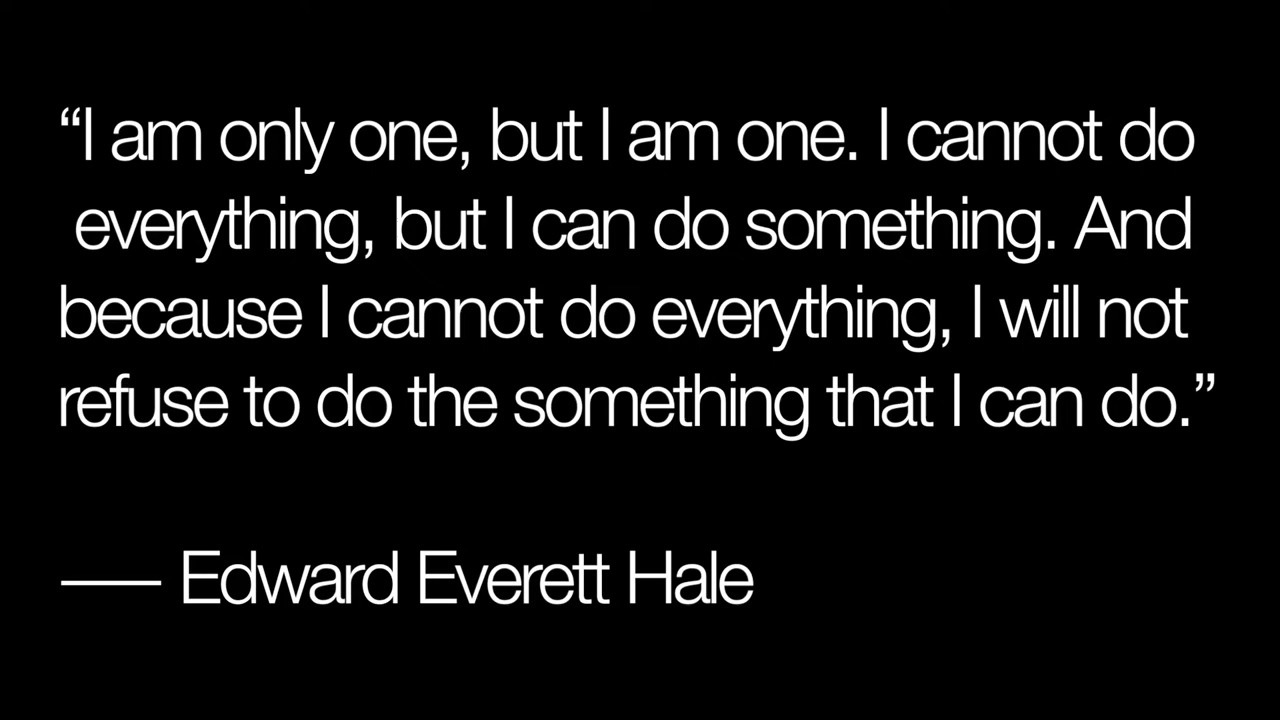 “I am only one, but I am one. I cannot do
everything, but I can do something. And
because I cannot do everything, I will not
refuse to do the something that I can do.”
—– Edward Everett Hale